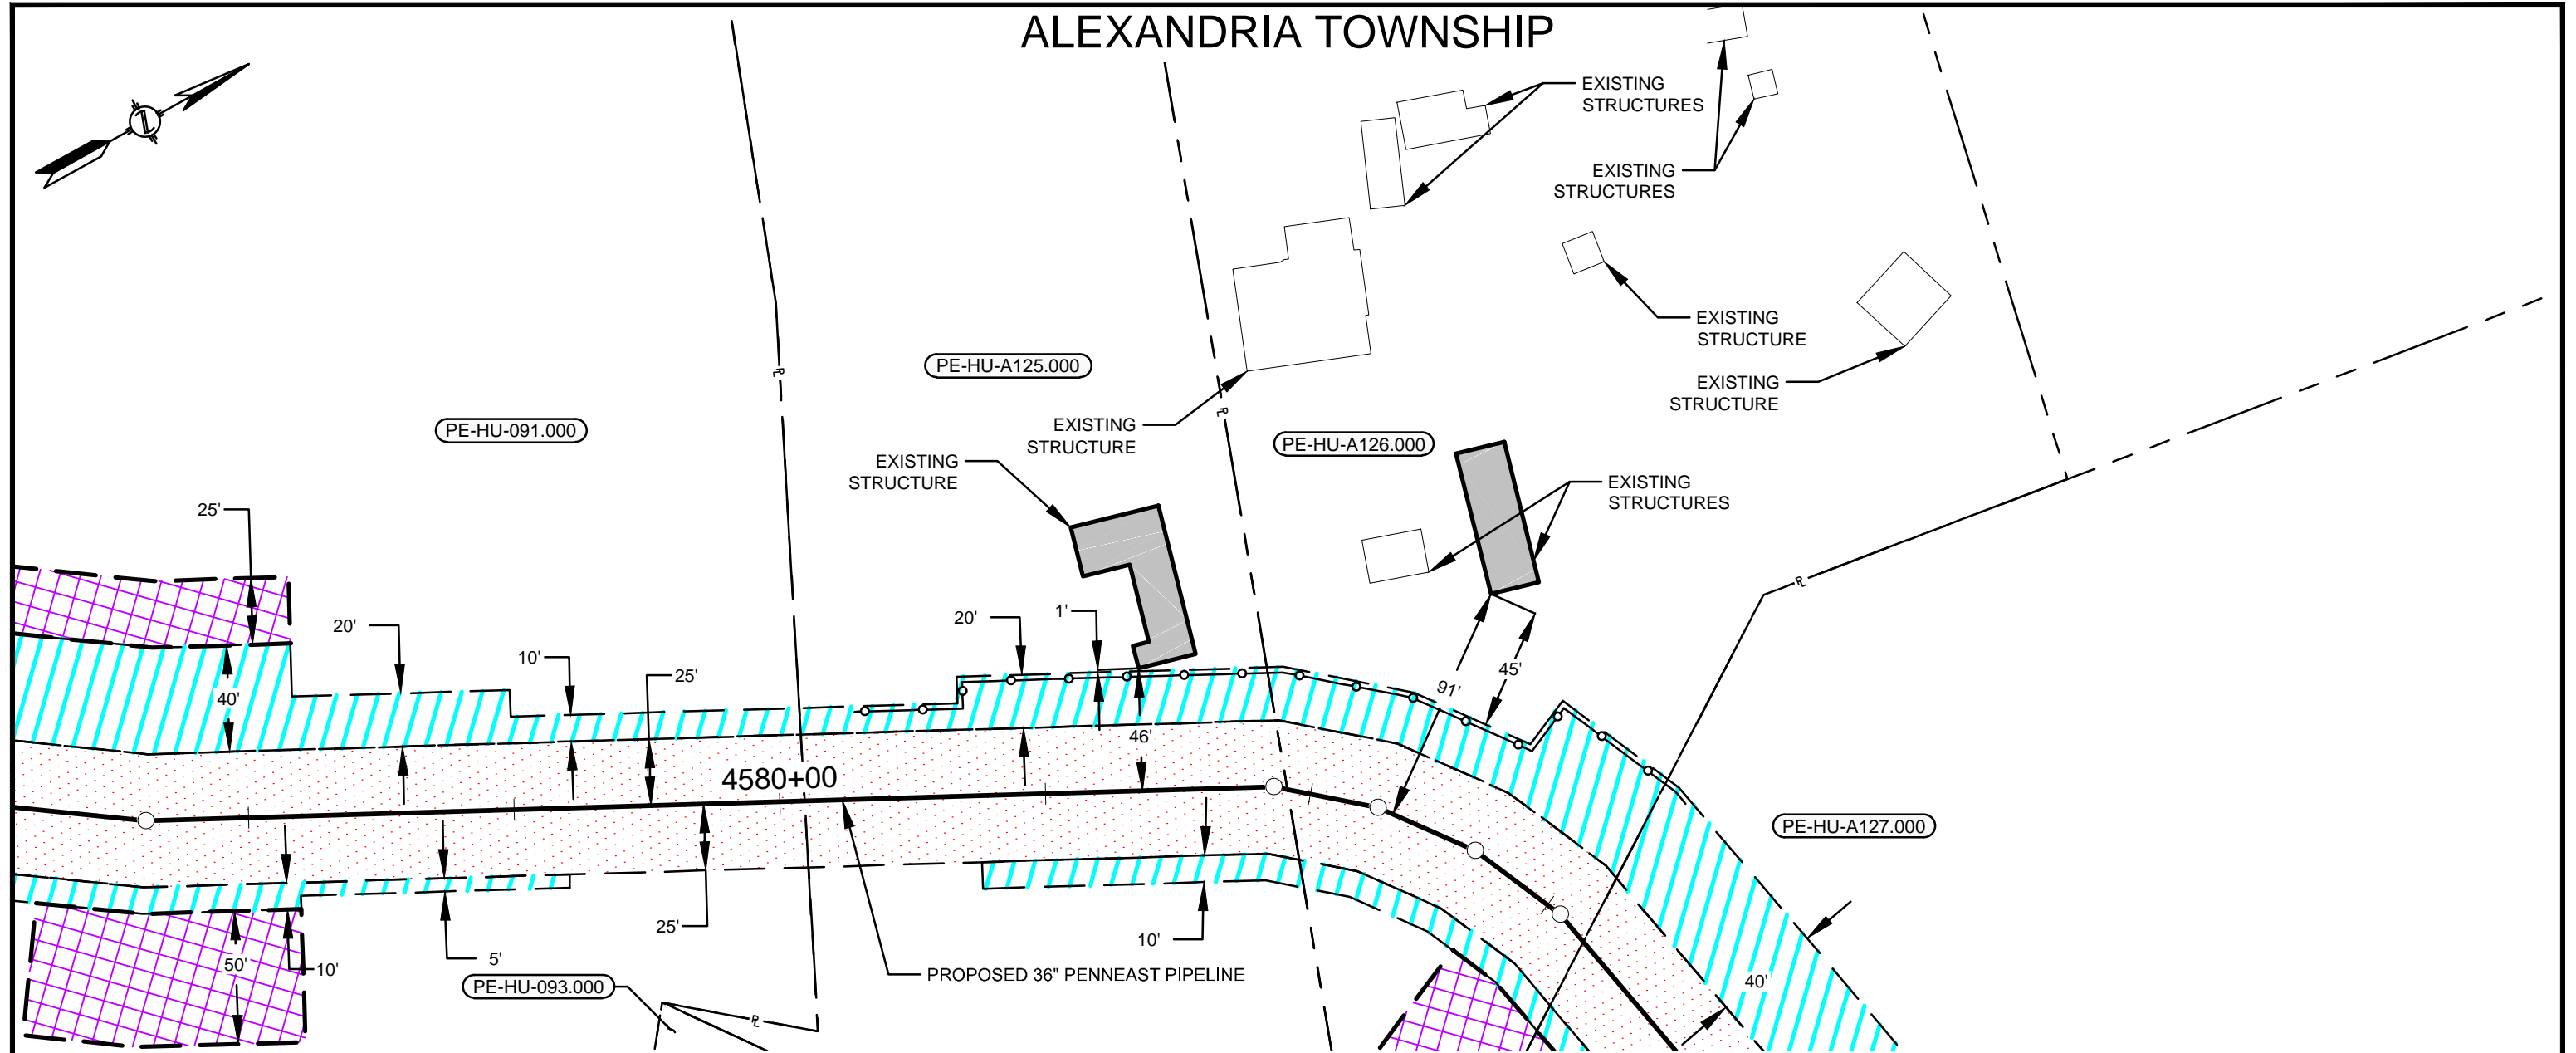 ALEXANDRIA TOWNSHIP
EXISTING
STRUCTURES
EXISTING
STRUCTURES
EXISTING
STRUCTURE
EXISTING
STRUCTURE
PE-HU-A125.000
PE-HU-091.000
EXISTING
STRUCTURE
PE-HU-A126.000
EXISTING
STRUCTURE
EXISTING
STRUCTURES
25'
20'
10'
25'
20'
1'
45'
91'
40'
46'
4580+00
PE-HU-A127.000
25'
10'
5'
50'
10'
PE-HU-093.000
PROPOSED 36" PENNEAST PIPELINE
40'